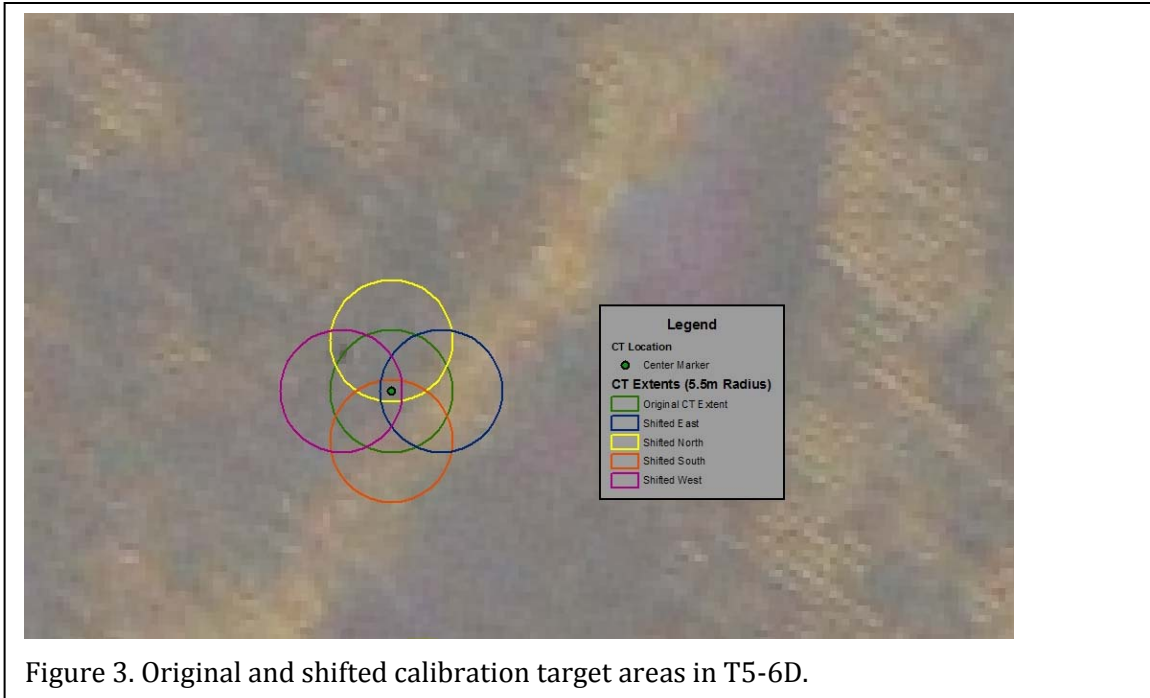 Legend
CT Location
Center Marker
CT Extents (5.5m Radius)
Original CT Extent
Shifted East
Shifted North
Shifted South
Shifted West
Figure 3. Original and shifted calibration target areas in T5-6D.